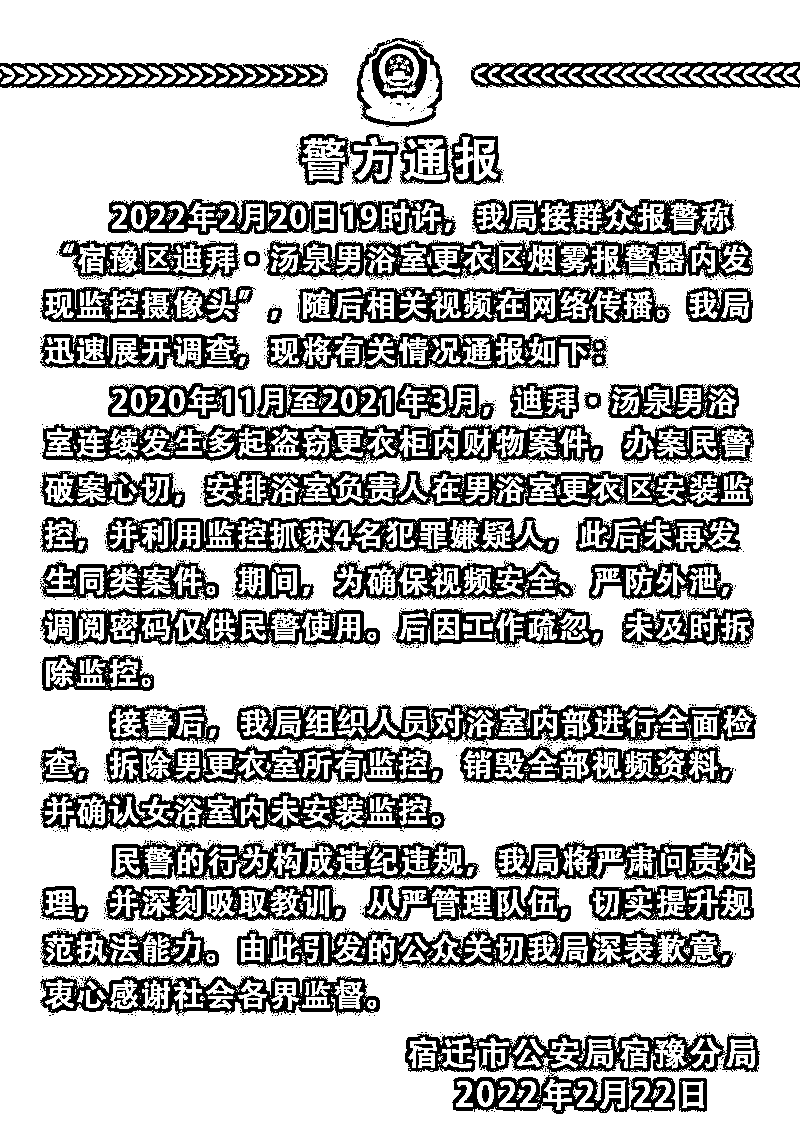 警方通报
2022年2月20日19时许，我局接群众报警称
“宿豫区迪拜·汤泉男浴室更衣区烟雾报警器内发
现监控摄像头”，随后相关视频在网络传播。我局
迅速展开调查，现将有关情况通报如下：
2020年11月至2021年3月，迪拜·汤泉男浴
室连续发生多起盗窃更衣柜内财物案件，办案民警
破案心切，安排浴室负责人在男浴室更衣区安装监
控，并利用监控抓获4名犯罪嫌疑人，此后未再发
生同类案件。期间，为确保视频安全、严防外泄，
调阅密码仅供民警使用。后因工作疏忽，未及时拆
除监控。
接警后，我局组织人员对浴室内部进行全面检
查，拆除男更衣室所有监控，销毁全部视频资料，
并确认女浴室内未安装监控。
民警的行为构成违纪违规，我局将严肃问责处
理，并深刻吸取教训，从严管理队伍，切实提升规
范执法能力。由此引发的公众关切我局深表歉意，
衷心感谢社会各界监督。
宿迁市公安局宿豫分局
2022年2月22日